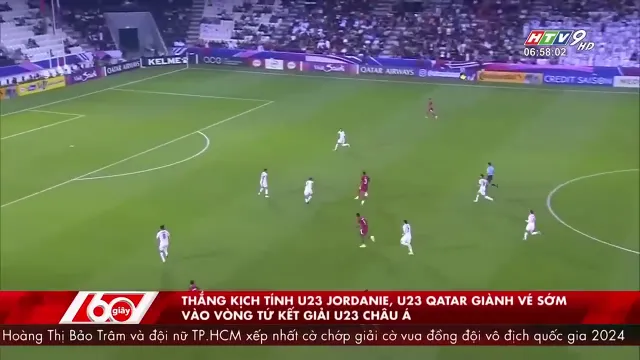 HTV9 HD
06:58:02
KELME
QATAR AIRWAYS
CREDIT SAISON
60 giây
THẮNG KỊCH TÍNH U23 JORDANIE, U23 QATAR GIÀNH VÉ SỚM
VÀO VÒNG TỨ KẾT GIẢI U23 CHÂU Á
Hoàng Thị Bảo Trâm và đội nữ TP.HCM xếp nhất cờ chớp giải cờ vua đồng đội vô địch quốc gia 2024